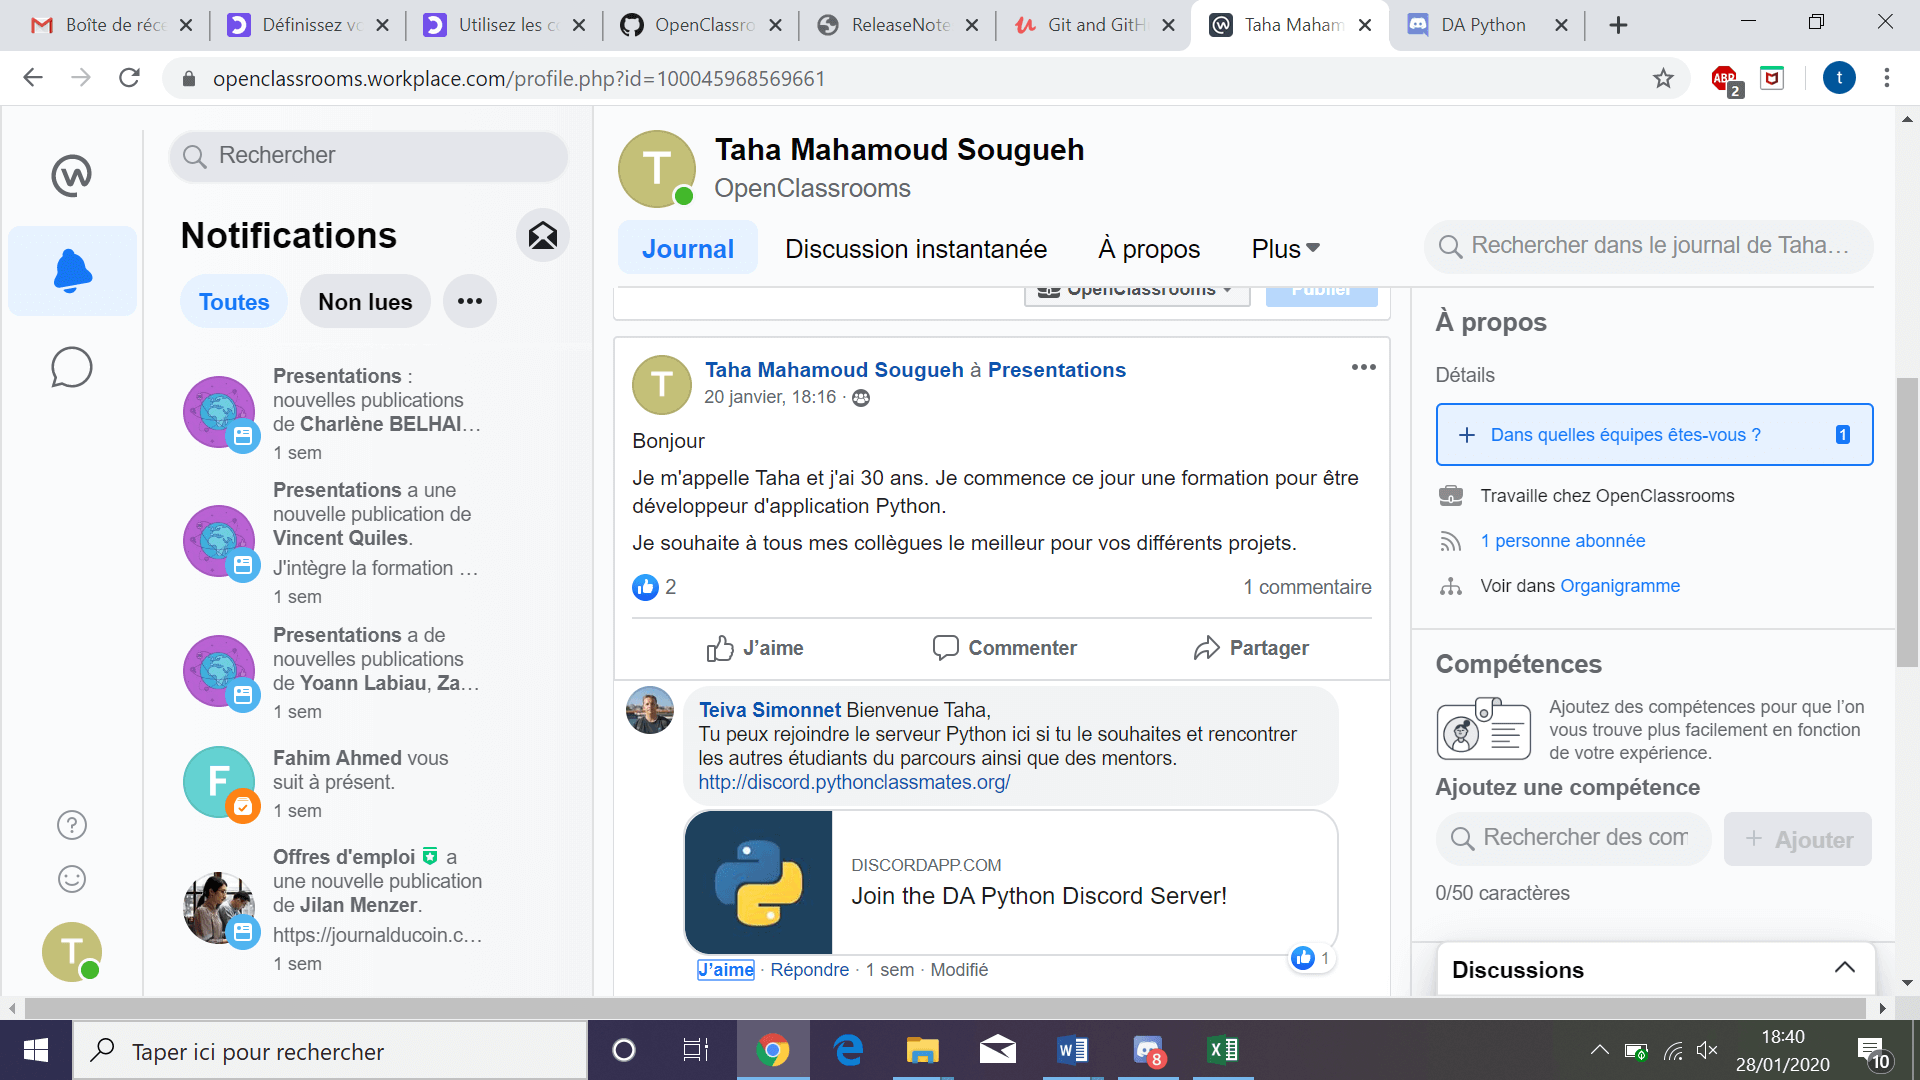 Boîte de réce
Définissez vo
Utilisez les co
OpenClassro
ReleaseNote
Git and GitH
Taha Maham
DA Python
openclassrooms.workplace.com/profile.php?id=100045968569661
ABP
2
t
Rechercher
Notifications
Toutes
Non lues
Presentations :
nouvelles publications
de Charlène BELHAI…
1 sem
Presentations a une
nouvelle publication de
Vincent Quiles.
J'intègre la formation …
1 sem
Presentations a de
nouvelles publications
de Yoann Labiau, Za…
1 sem
F
Fahim Ahmed vous
suit à présent.
1 sem
Offres d'emploi a
une nouvelle publication
de Jilan Menzer.
https://journalducoin.c…
1 sem
T
T
Taha Mahamoud Sougueh
OpenClassrooms
Journal
Discussion instantanée
À propos
Plus
Rechercher dans le journal de Taha…
OpenClassrooms
Publier
T
Taha Mahamoud Sougueh à Presentations
20 janvier, 18:16 ·
Bonjour
Je m'appelle Taha et j'ai 30 ans. Je commence ce jour une formation pour être
développeur d'application Python.
Je souhaite à tous mes collègues le meilleur pour vos différents projets.
2
1 commentaire
J’aime
Commenter
Partager
Teiva Simonnet Bienvenue Taha,
Tu peux rejoindre le serveur Python ici si tu le souhaites et rencontrer
les autres étudiants du parcours ainsi que des mentors.
http://discord.pythonclassmates.org/
DISCORDAPP.COM
Join the DA Python Discord Server!
1
J’aime · Répondre · 1 sem · Modifié
À propos
Détails
+ Dans quelles équipes êtes-vous ? 1
Travaille chez OpenClassrooms
1 personne abonnée
Voir dans Organigramme
Compétences
Ajoutez des compétences pour que l’on
vous trouve plus facilement en fonction
de votre expérience.
Ajoutez une compétence
Rechercher des com
+ Ajouter
0/50 caractères
Discussions
Taper ici pour rechercher
8
18:40
28/01/2020
10